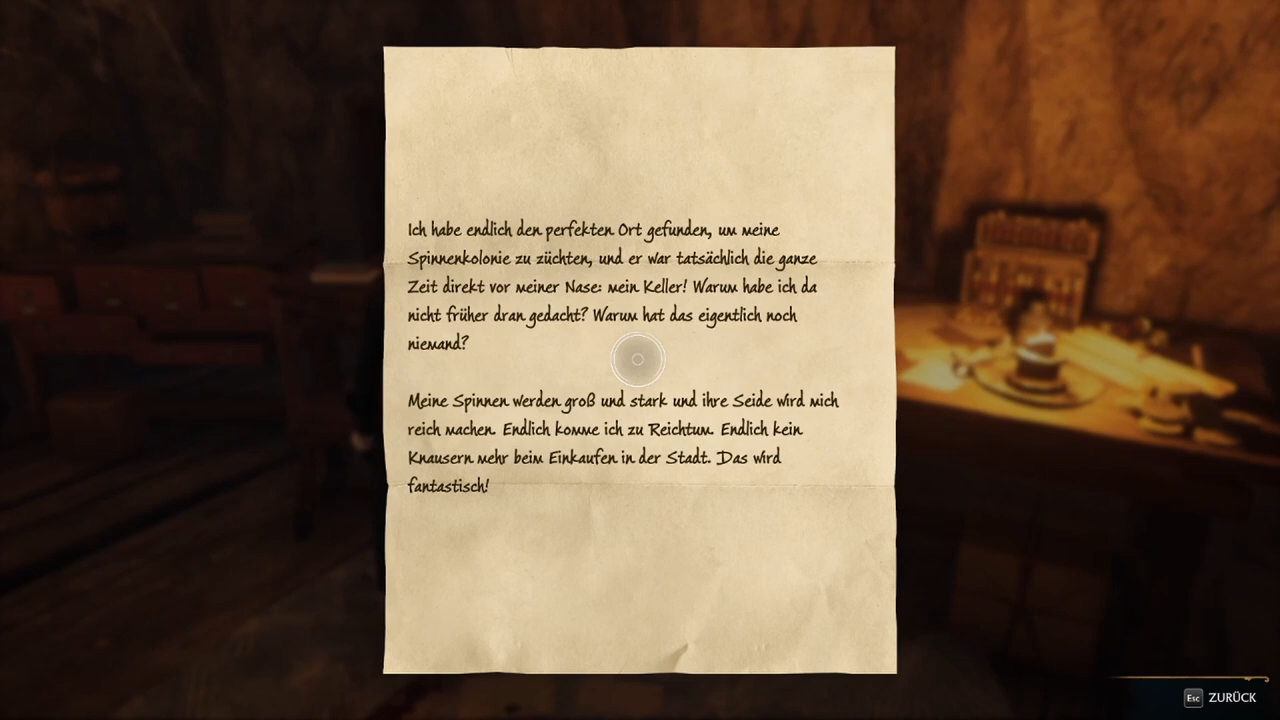 Ich habe endlich den perfekten Ort gefunden, um meine
Spinnenkolonie zu züchten, und er war tatsächlich die ganze
Zeit direkt vor meiner Nase: mein Keller! Warum habe ich da
nicht früher dran gedacht? Warum hat das eigentlich noch
niemand?
Meine Spinnen werden groß und stark und ihre Seide wird mich
reich machen. Endlich komme ich zu Reichtum. Endlich kein
Knausern mehr beim Einkaufen in der Stadt. Das wird
fantastisch!
Esc ZURÜCK